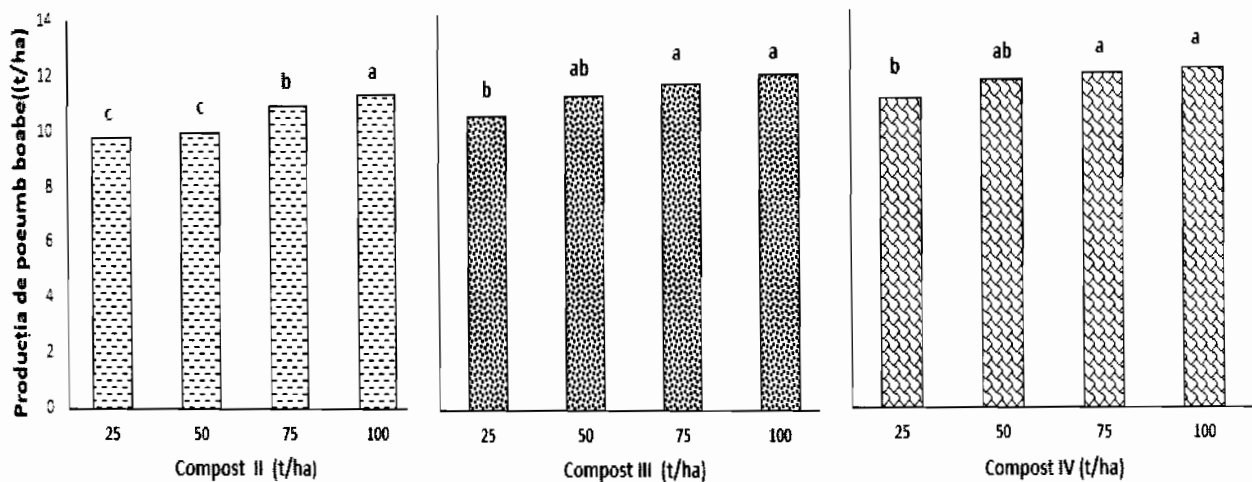 Producția de poeumb boabe((t/ha)
14
12
10
8
6
4
2
0
c
c
b
a
25 50 75 100
Compost II (t/ha)
b
ab
a
a
25 50 75 100
Compost III (t/ha)
b
ab
a
a
25 50 75 100
Compost IV (t/ha)